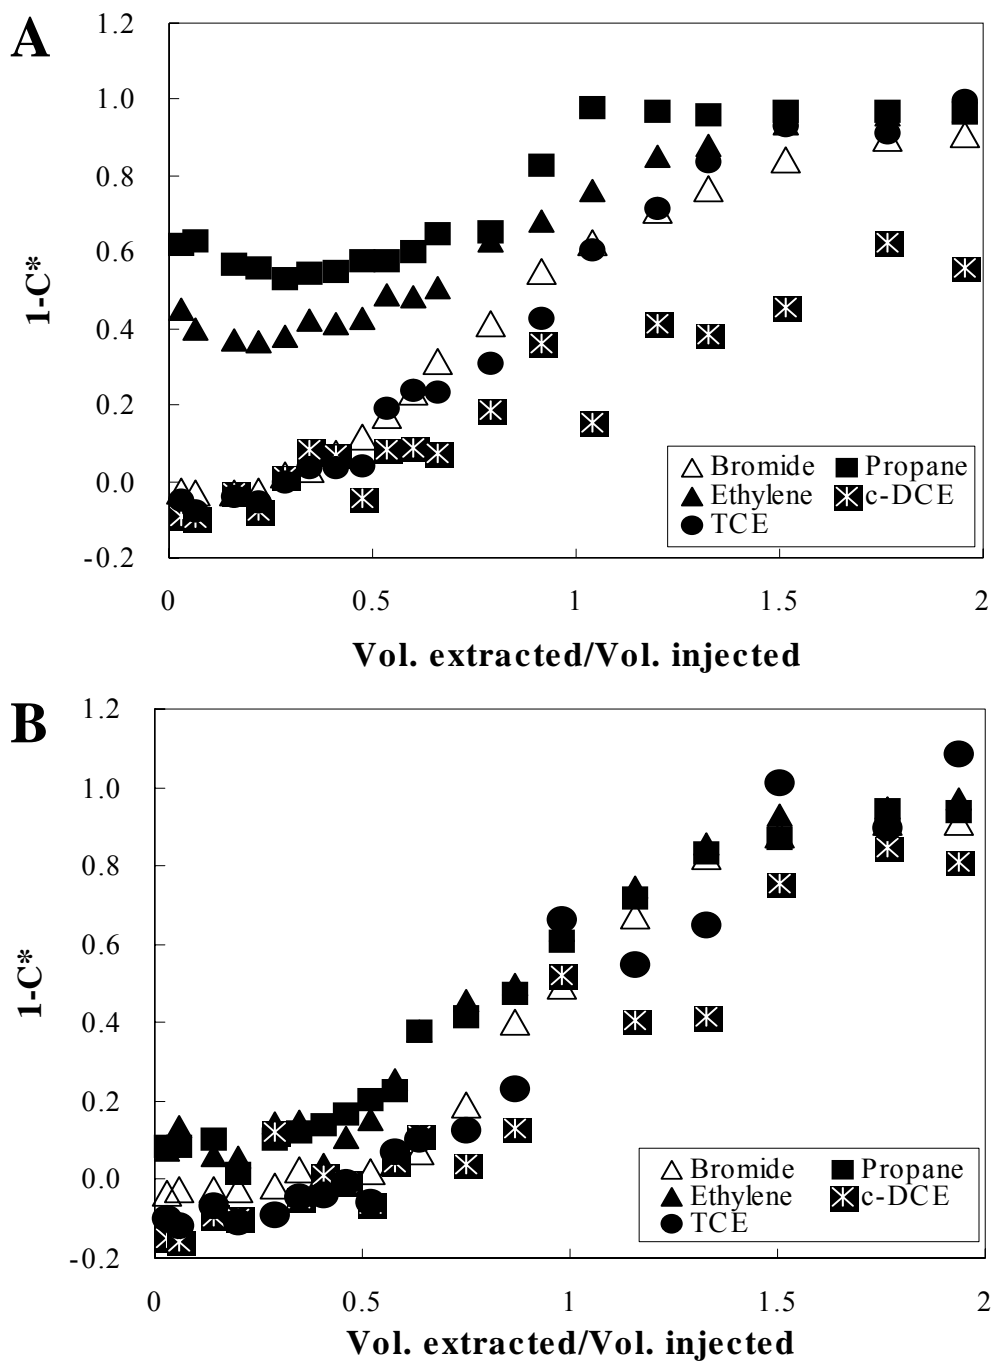 A
1.2
1.0
0.8
0.6
0.4
0.2
0.0
-0.2
1-C*
Bromide Propane
Ethylene c-DCE
TCE
0 0.5 1 1.5 2
Vol. extracted/Vol. injected
B
1.2
1.0
0.8
0.6
0.4
0.2
0.0
-0.2
1-C*
Bromide Propane
Ethylene c-DCE
TCE
0 0.5 1 1.5 2
Vol. extracted/Vol. injected